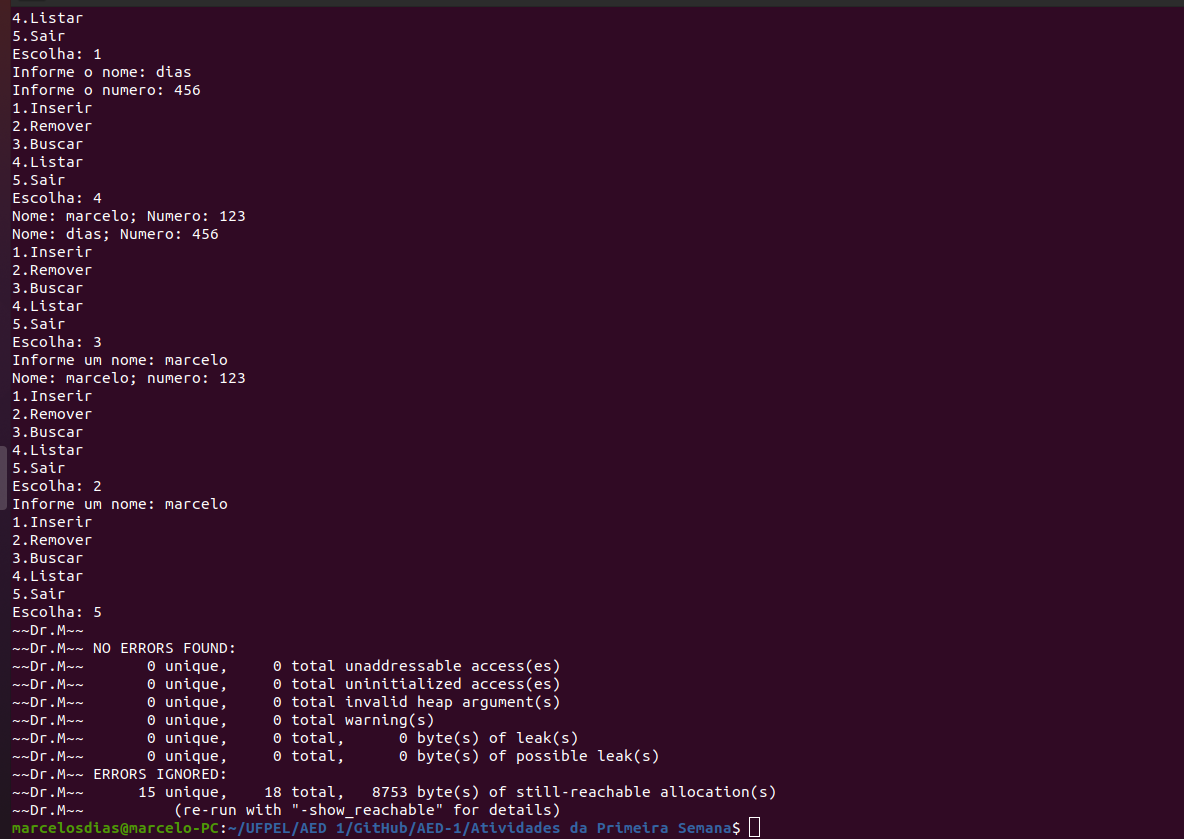 4.Listar
5.Sair
Escolha: 1
Informe o nome: dias
Informe o numero: 456
1.Inserir
2.Remover
3.Buscar
4.Listar
5.Sair
Escolha: 4
Nome: marcelo; Numero: 123
Nome: dias; Numero: 456
1.Inserir
2.Remover
3.Buscar
4.Listar
5.Sair
Escolha: 3
Informe um nome: marcelo
Nome: marcelo; numero: 123
1.Inserir
2.Remover
3.Buscar
4.Listar
5.Sair
Escolha: 2
Informe um nome: marcelo
1.Inserir
2.Remover
3.Buscar
4.Listar
5.Sair
Escolha: 5
~~Dr.M~~
~~Dr.M~~ NO ERRORS FOUND:
~~Dr.M~~       0 unique,     0 total unaddressable access(es)
~~Dr.M~~       0 unique,     0 total uninitialized access(es)
~~Dr.M~~       0 unique,     0 total invalid heap argument(s)
~~Dr.M~~       0 unique,     0 total warning(s)
~~Dr.M~~       0 unique,     0 total,      0 byte(s) of leak(s)
~~Dr.M~~       0 unique,     0 total,      0 byte(s) of possible leak(s)
~~Dr.M~~ ERRORS IGNORED:
~~Dr.M~~      15 unique,    18 total,   8753 byte(s) of still-reachable allocation(s)
~~Dr.M~~          (re-run with "-show_reachable" for details)
marcelosdias@marcelo-PC:~/UFPEL/AED 1/GitHub/AED-1/Atividades da Primeira Semana$